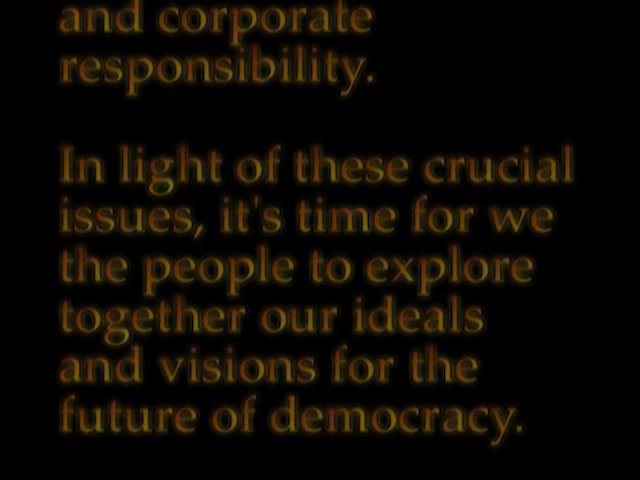 and corporate
responsibility.
In light of these crucial
issues, it's time for we
the people to explore
together our ideals
and visions for the
future of democracy.